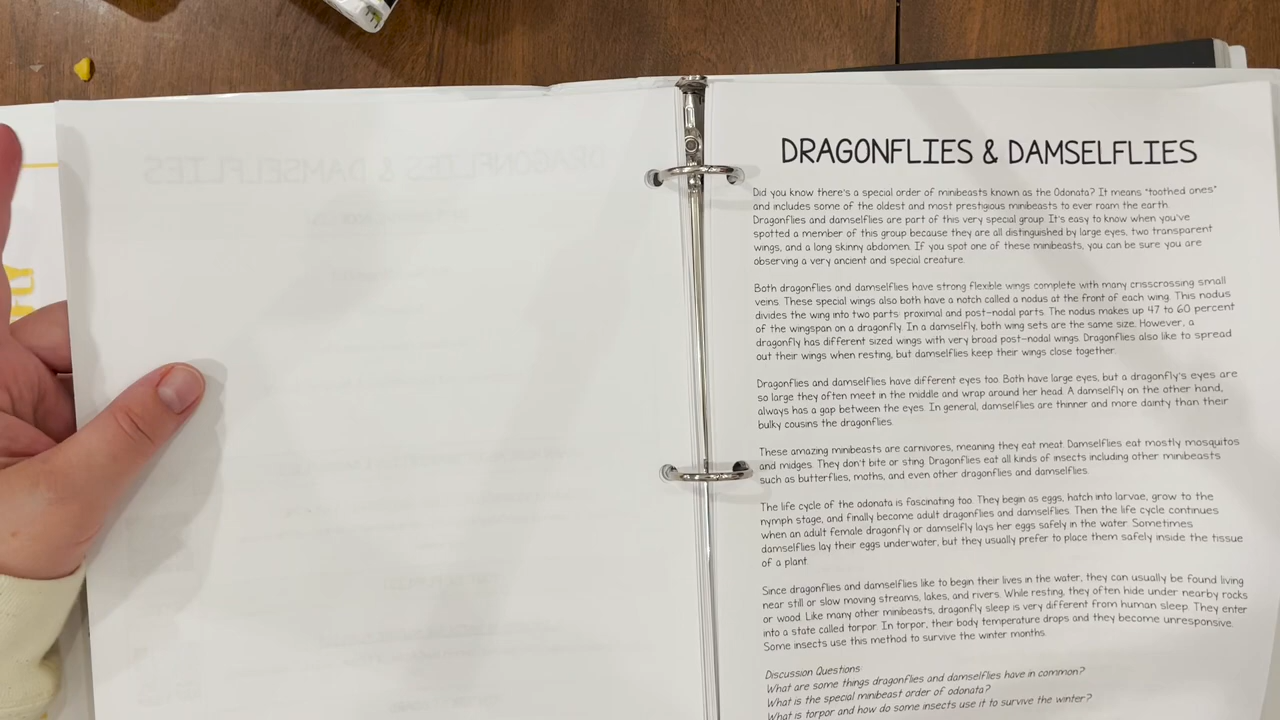 DRAGONFLIES & DAMSELFLIES
Did you know there's a special order of minibeasts known as the Odonata? It means "toothed ones"
and includes some of the oldest and most prestigious minibeasts to ever roam the earth.
Dragonflies and damselflies are part of this very special group. It's easy to know when you've
spotted a member of this group because they are all distinguished by large eyes, two transparent
wings, and a long skinny abdomen. If you spot one of these minibeasts, you can be sure you are
observing a very ancient and special creature.
Both dragonflies and damselflies have strong flexible wings complete with many crisscrossing small
veins. These special wings also both have a notch called a nodus at the front of each wing. This nodus
divides the wing into two parts: proximal and post-nodal parts. The nodus makes up 47 to 60 percent
of the wingspan on a dragonfly. In a damselfly, both wing sets are the same size. However, a
dragonfly has different sized wings with very broad post-nodal wings. Dragonflies also like to spread
out their wings when resting, but damselflies keep their wings close together.
Dragonflies and damselflies have different eyes too. Both have large eyes, but a dragonfly's eyes are
so large they often meet in the middle and wrap around her head. A damselfly on the other hand,
always has a gap between the eyes. In general, damselflies are thinner and more dainty than their
bulky cousins the dragonflies.
These amazing minibeasts are carnivores, meaning they eat meat. Damselflies eat mostly mosquitos
and midges. They don't bite or sting. Dragonflies eat all kinds of insects including other minibeasts
such as butterflies, moths, and even other dragonflies and damselflies.
The life cycle of the odonata is fascinating too. They begin as eggs, hatch into larvae, grow to the
nymph stage, and finally become adult dragonflies and damselflies. Then the life cycle continues
when an adult female dragonfly or damselfly lays her eggs safely in the water. Sometimes
damselflies lay their eggs underwater, but they usually prefer to place them safely inside the tissue
of a plant.
Since dragonflies and damselflies like to begin their lives in the water, they can usually be found living
near still or slow moving streams, lakes, and rivers. While resting, they often hide under nearby rocks
or wood. Like many other minibeasts, dragonfly sleep is very different from human sleep. They enter
into a state called torpor. In torpor, their body temperature drops and they become unresponsive.
Some insects use this method to survive the winter months.
Discussion Questions:
What are some things dragonflies and damselflies have in common?
What is the special minibeast order of odonata?
What is torpor and how do some insects use it to survive the winter?